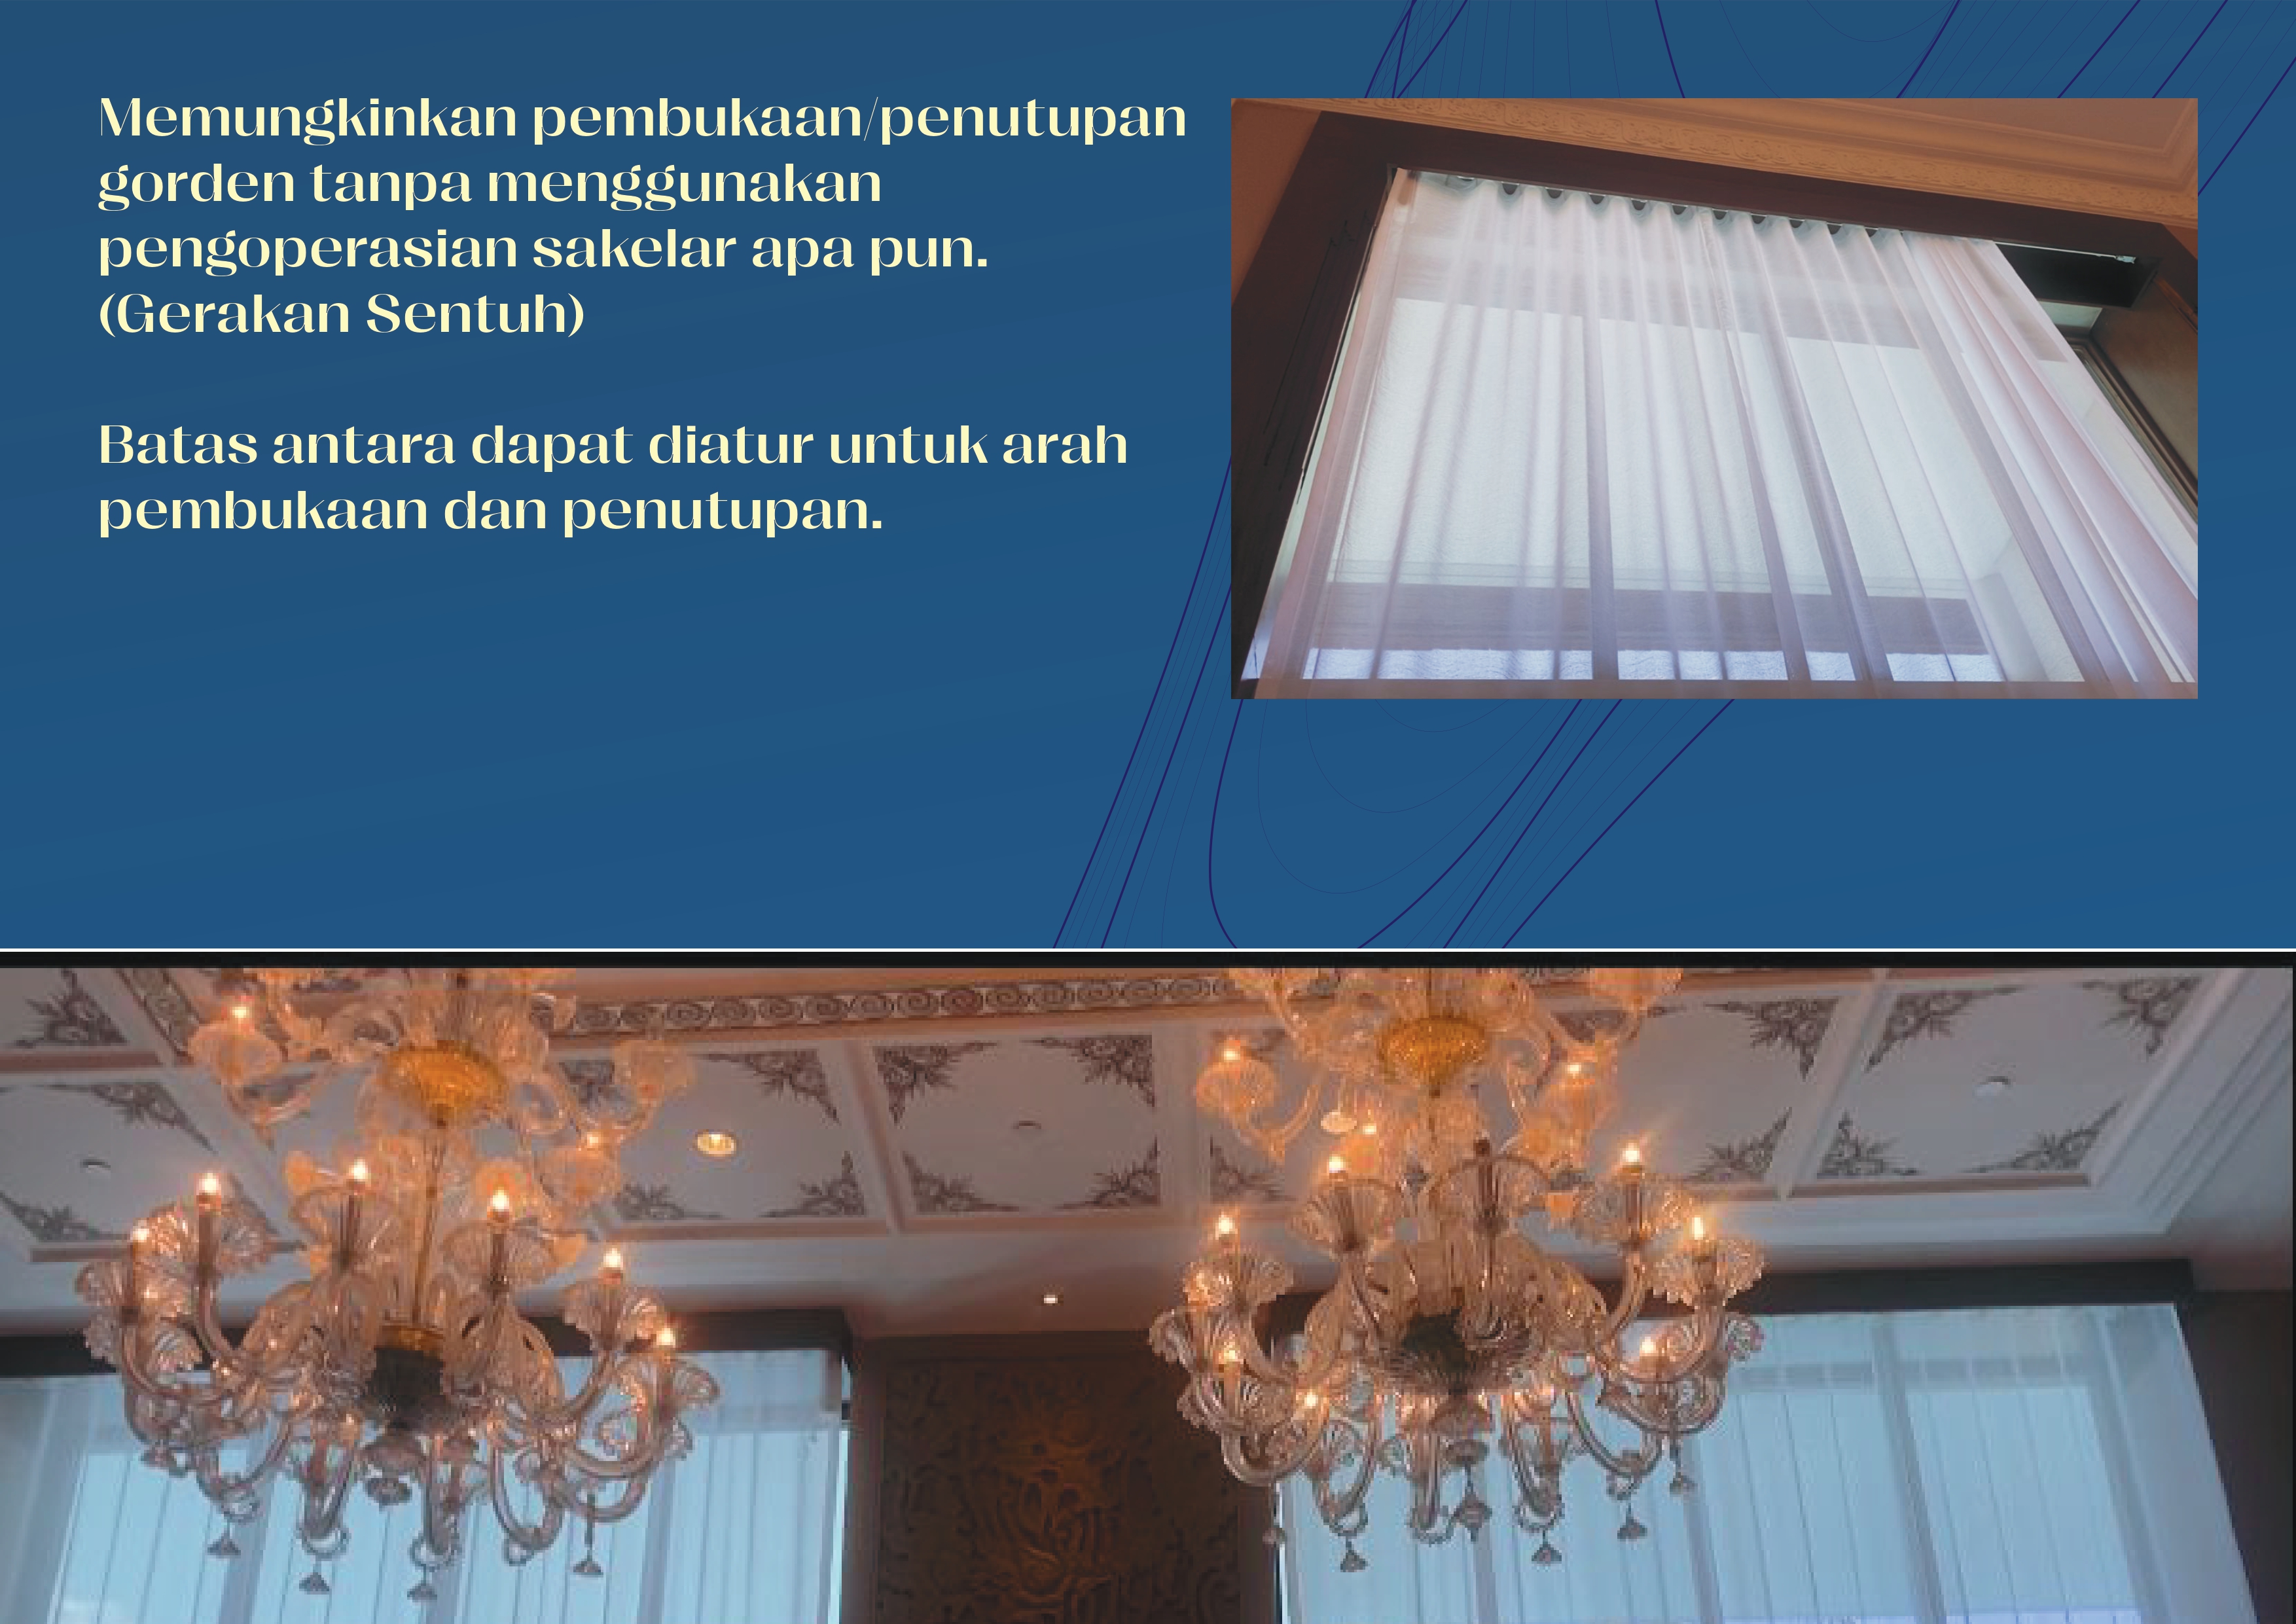 Memungkinkan pembukaan/penutupan
gorden tanpa menggunakan
pengoperasian sakelar apa pun.
(Gerakan Sentuh)
Batas antara dapat diatur untuk arah
pembukaan dan penutupan.